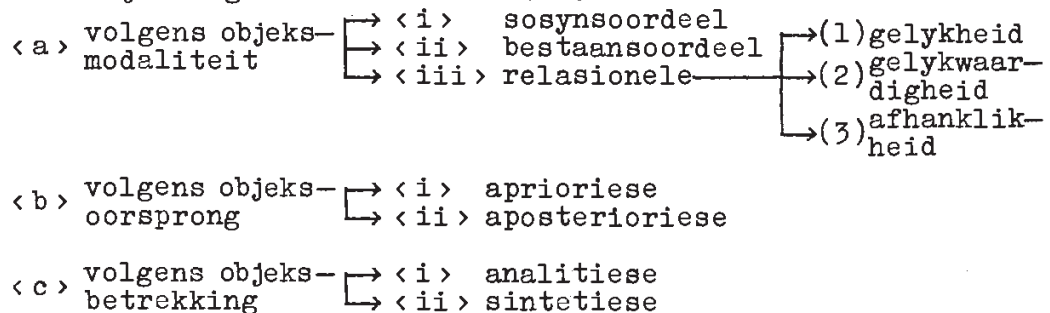 <a> volgens objeks-modaliteit
<i> sosynsoordeel
<ii> bestaansoordeel
<iii> relasionele
(1) gelykheid
(2) gelykwaar-
digheid
(3) afhanklik-
heid
<b> volgens objeks-
oorsprong
<i> aprioriese
<ii> aposterioriese
<c> volgens objeks-
betrekking
<i> analitiese
<ii> sintetiese